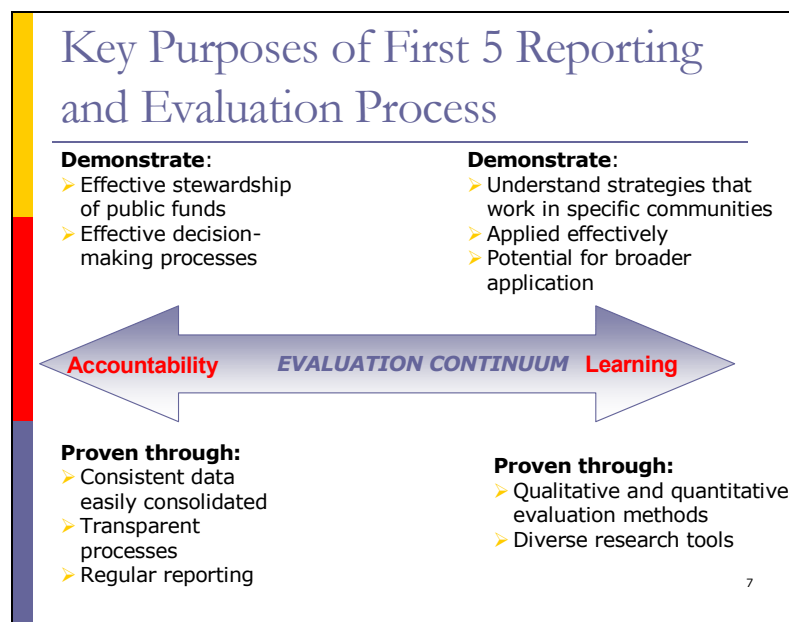 Key Purposes of First 5 Reporting
and Evaluation Process
Demonstrate:
Effective stewardship
of public funds
Effective decision-
making processes
Demonstrate:
Understand strategies that
work in specific communities
Applied effectively
Potential for broader
application
Accountability
EVALUATION CONTINUUM
Learning
Proven through:
Consistent data
easily consolidated
Transparent
processes
Regular reporting
Proven through:
Qualitative and quantitative
evaluation methods
Diverse research tools
7